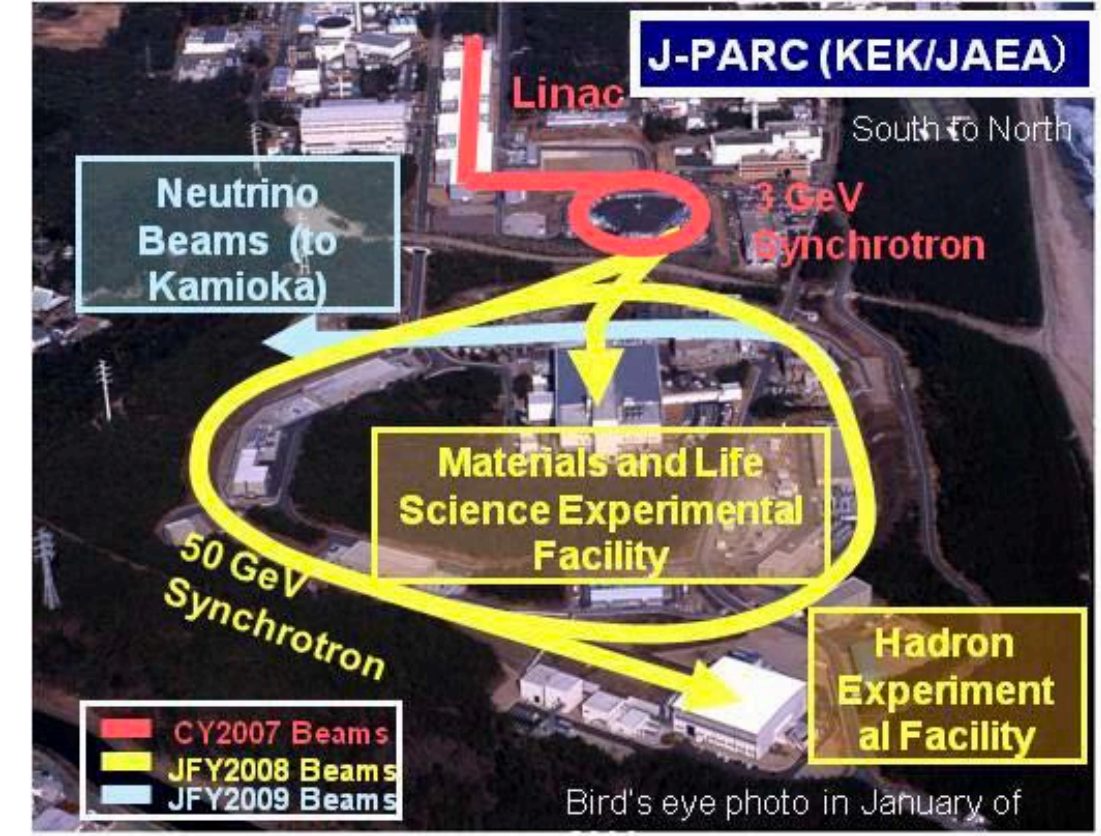 J-PARC (KEK/JAEA）
South to North
Linac
3 GeV
Synchrotron
Neutrino
Beams (to
Kamioka)
Materials and Life
Science Experimental
Facility
50 GeV
Synchrotron
Hadron
Experiment
al Facility
CY2007 Beams
JFY2008 Beams
JFY2009 Beams
Bird's eye photo in January of